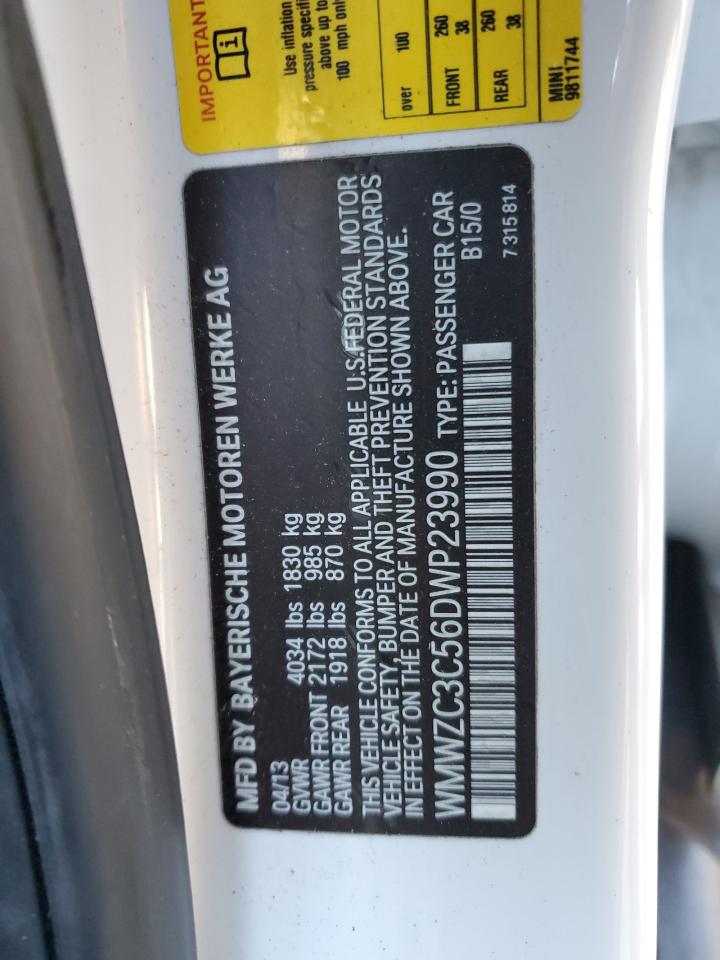 MFD BY BAYERISCHE MOTOREN WERKE AG
04/13
GVWR 4034 lbs 1830 kg
GAWR FRONT 2172 lbs 985 kg
GAWR REAR 1918 lbs 870 kg
THIS VEHICLE CONFORMS TO ALL APPLICABLE U.S.FEDERAL MOTOR
VEHICLE SAFETY, BUMPER AND THEFT PREVENTION STANDARDS
IN EFFECT ON THE DATE OF MANUFACTURE SHOWN ABOVE.
WMWZC3C56DWP23990 TYPE: PASSENGER CAR
B15/0
7 315 814
IMPORTANT
Use inflation
pressure specifi
above up to
100 mph only
over 100
FRONT 260 38
REAR 260 38
MINI
9811744